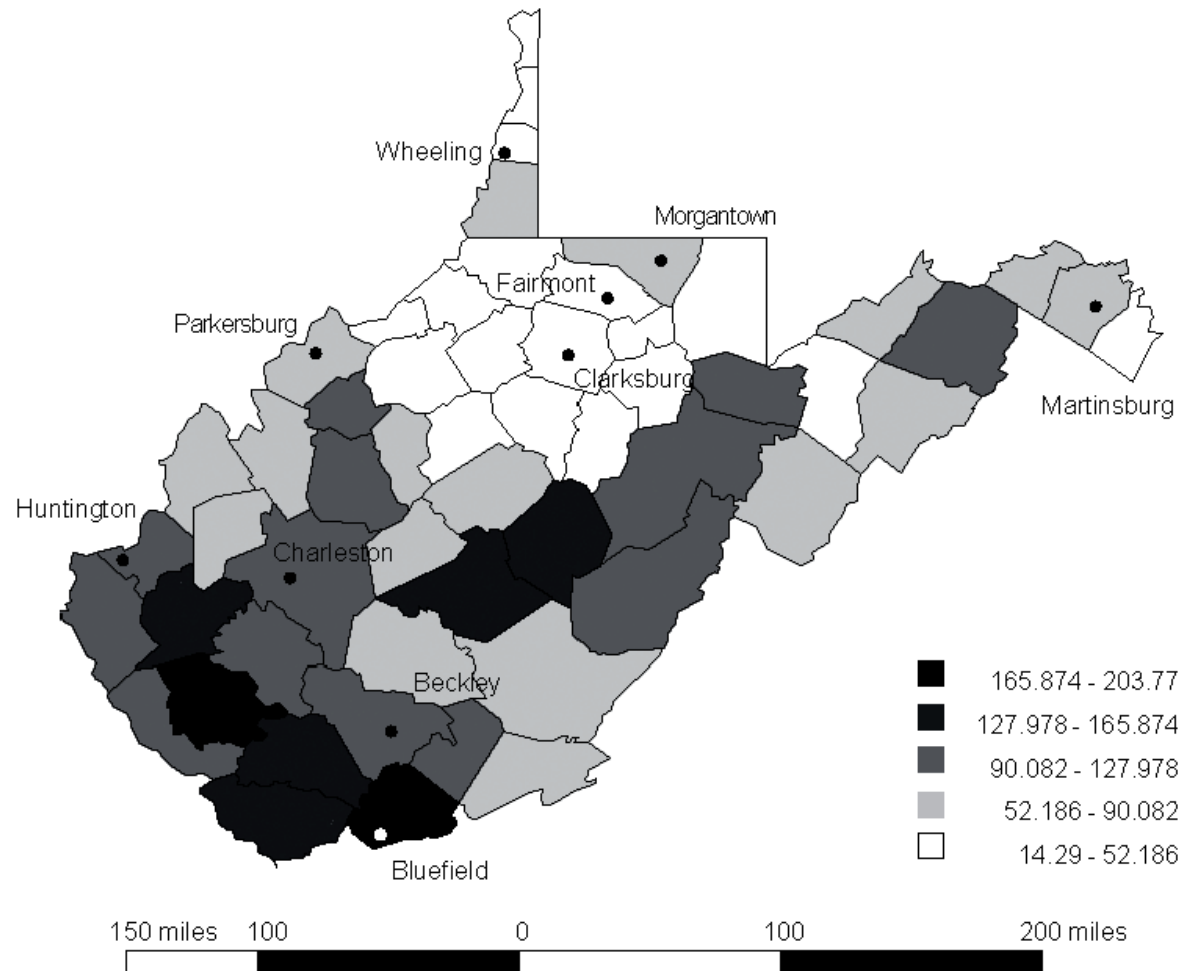 Wheeling
Morgantown
Fairmont
Parkersburg
Clarksburg
Martinsburg
Huntington
Charleston
Beckley
Bluefield
165.874 - 203.77
127.978 - 165.874
90.082 - 127.978
52.186 - 90.082
14.29 - 52.186
150 miles 100 0 100 200 miles